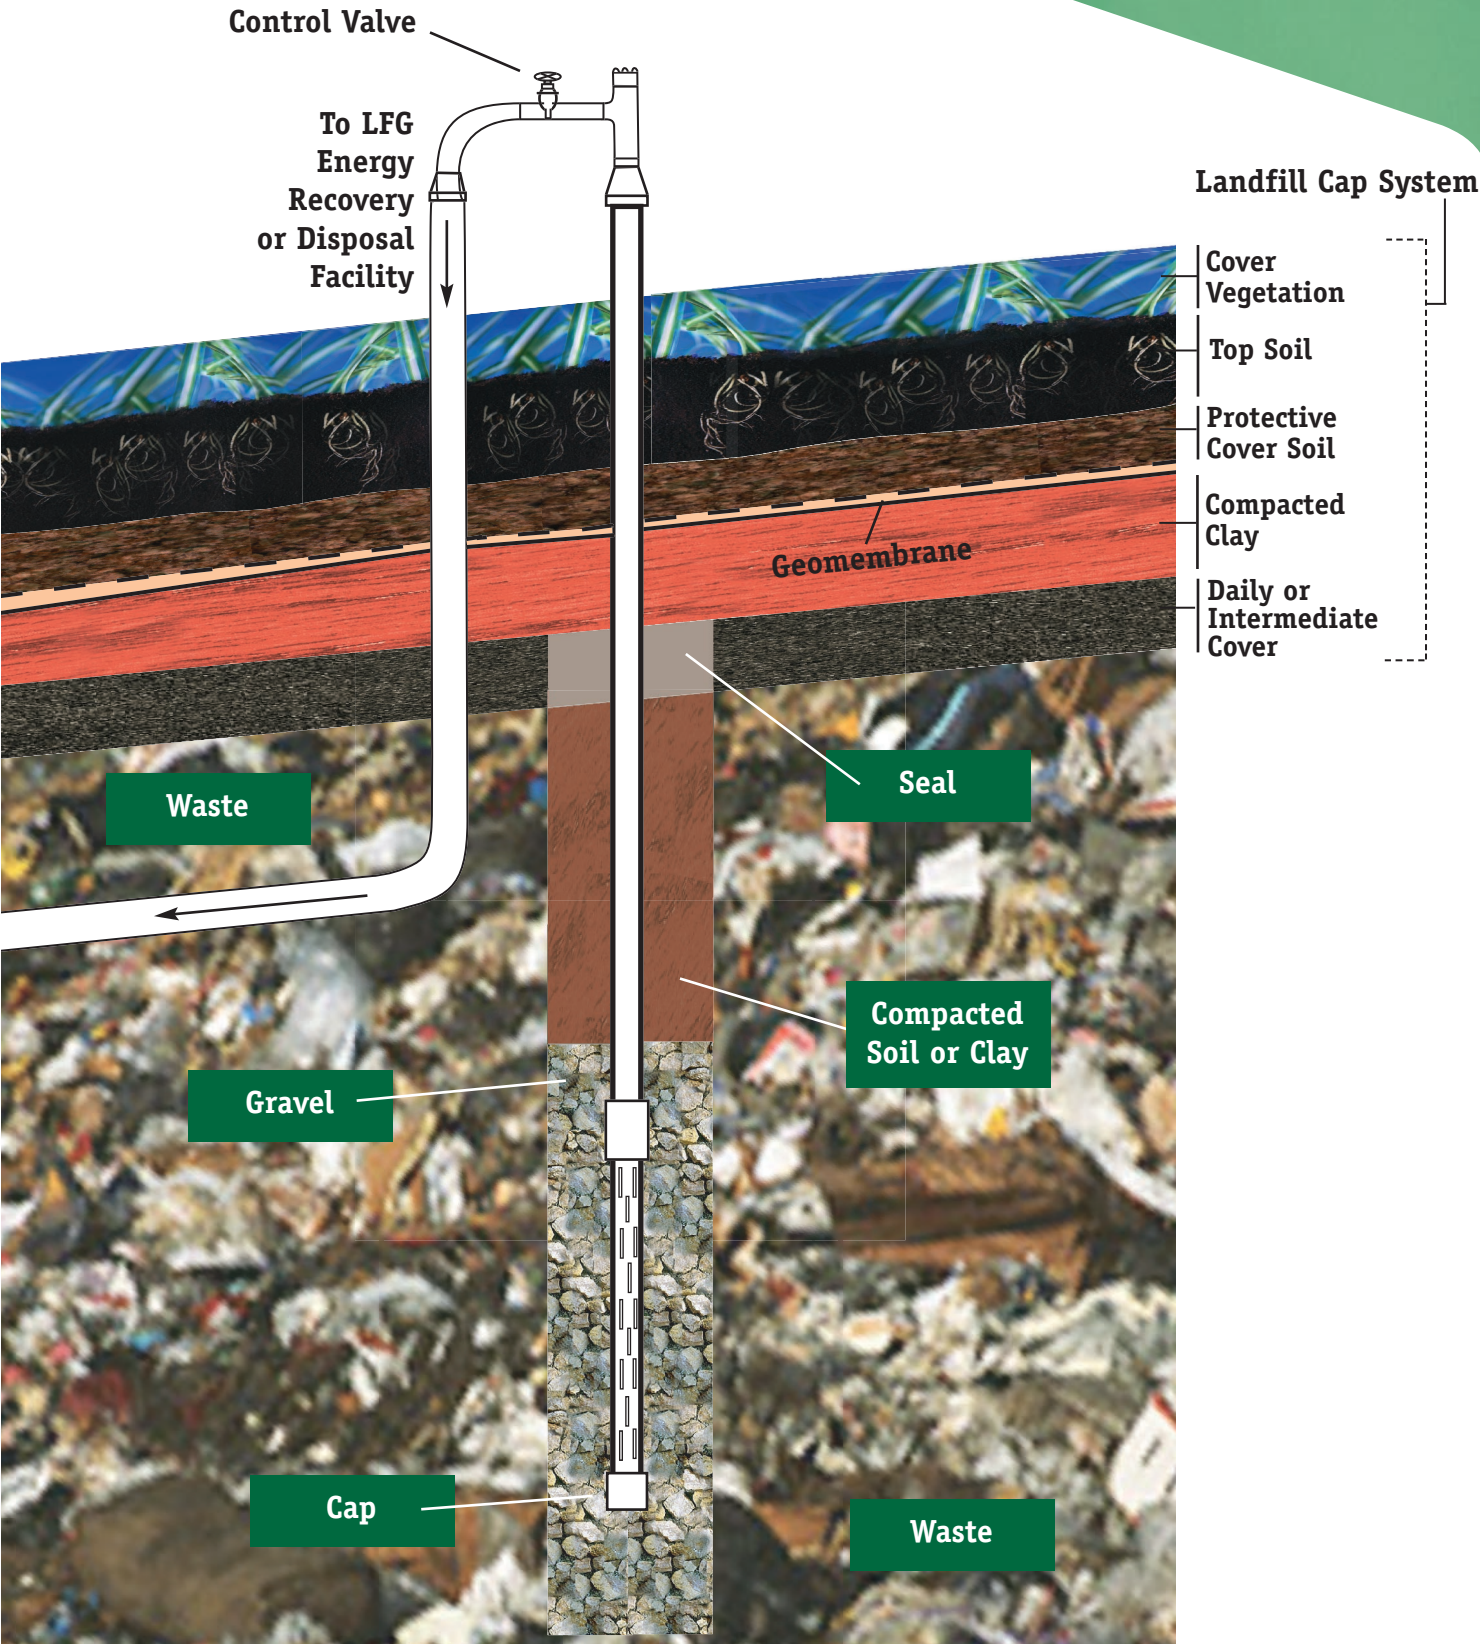 Control Valve
To LFG
Energy
Recovery
or Disposal
Facility
Landfill Cap System
Cover
Vegetation
Top Soil
Protective
Cover Soil
Compacted
Clay
Geomembrane
Daily or
Intermediate
Cover
Seal
Waste
Compacted
Soil or Clay
Gravel
Cap
Waste